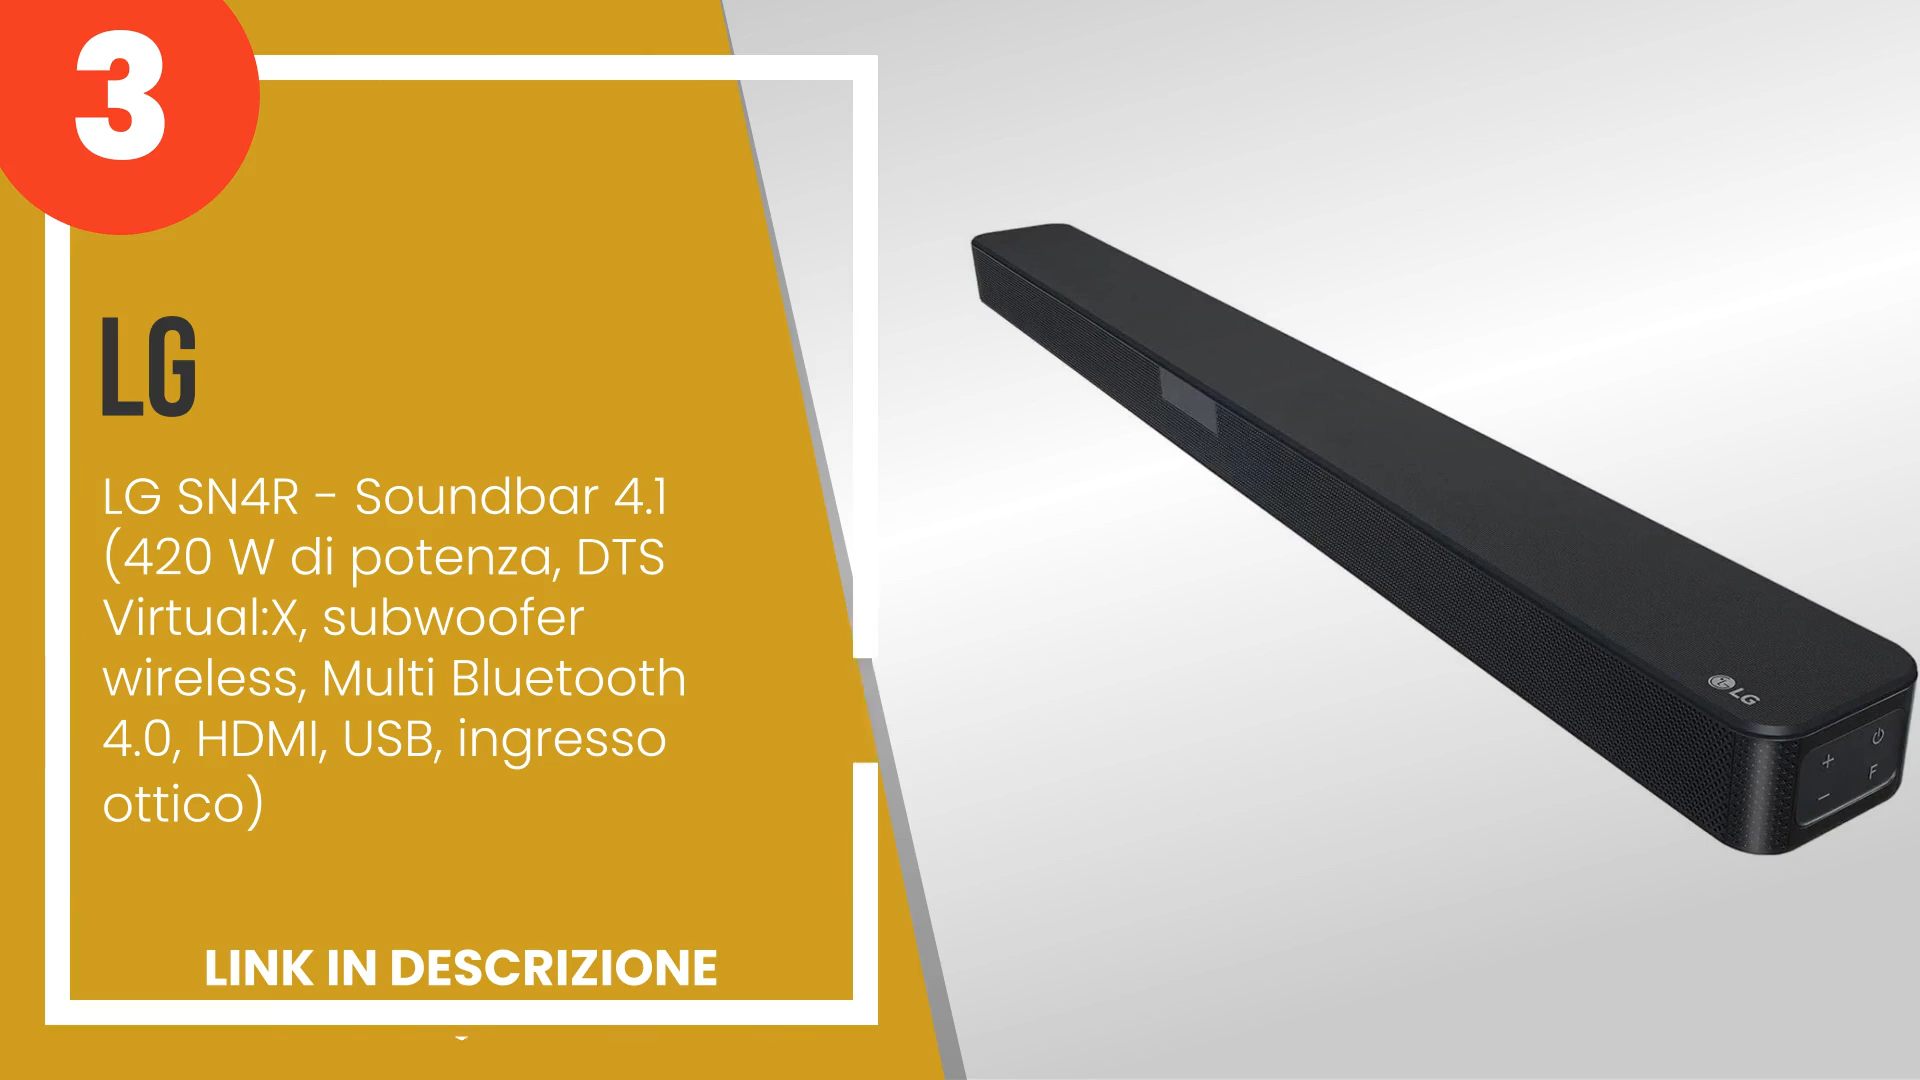 3
LG
LG SN4R - Soundbar 4.1
(420 W di potenza, DTS
Virtual:X, subwoofer
wireless, Multi Bluetooth
4.0, HDMI, USB, ingresso
ottico)
LG
+
F
−
LINK IN DESCRIZIONE